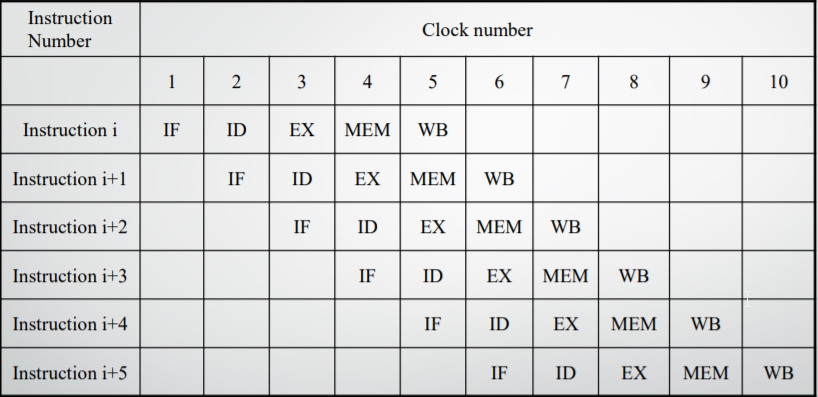 Instruction
Number
Clock number
1 2 3 4 5 6 7 8 9 10
Instruction i IF ID EX MEM WB
Instruction i+1 IF ID EX MEM WB
Instruction i+2 IF ID EX MEM WB
Instruction i+3 IF ID EX MEM WB
Instruction i+4 IF ID EX MEM WB
Instruction i+5 IF ID EX MEM WB